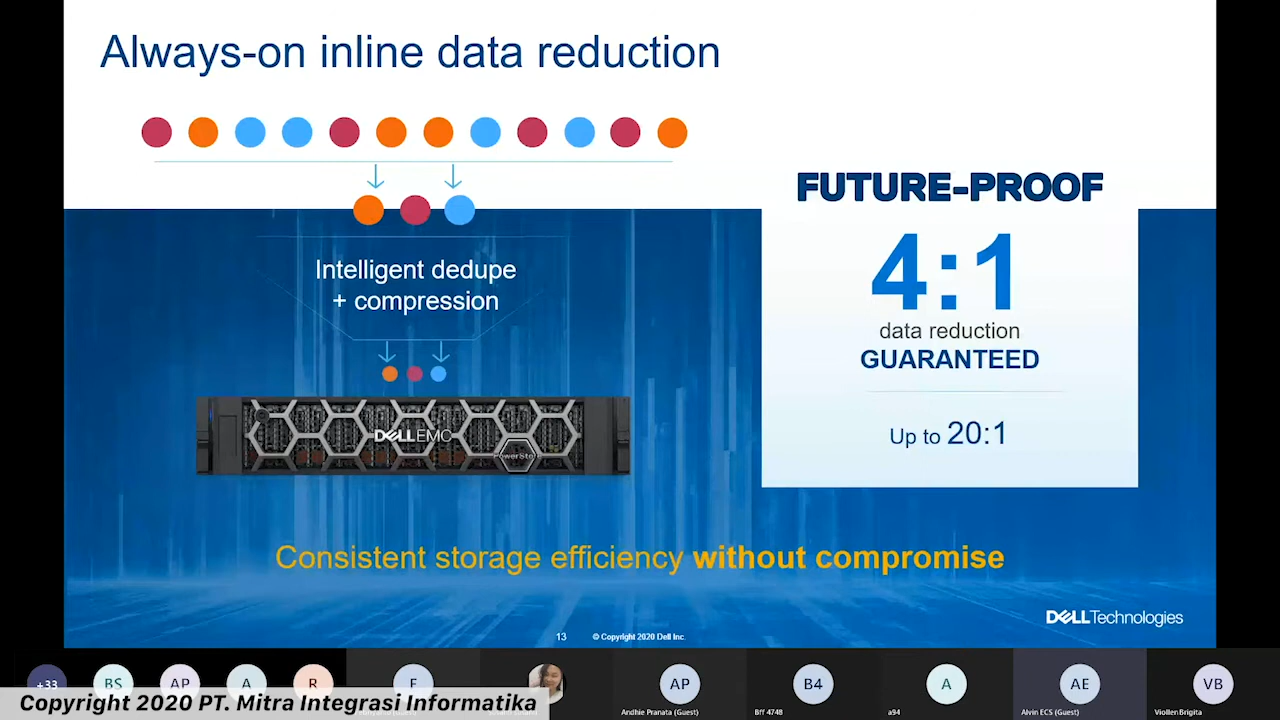 Always-on inline data reduction
FUTURE-PROOF
4:1
data reduction
GUARANTEED
Up to 20:1
Intelligent dedupe
+ compression
DELLEMC
PowerStore
Consistent storage efficiency without compromise
DELLTechnologies
13
© Copyright 2020 Dell Inc.
+33
BS
AP
A
R
F
AP
B4
A
AE
VB
Andhie Pranata (Guest)
Bff 4748
a94
Alvin ECS (Guest)
Viollen Brigita
Copyright 2020 PT. Mitra Integrasi Informatika